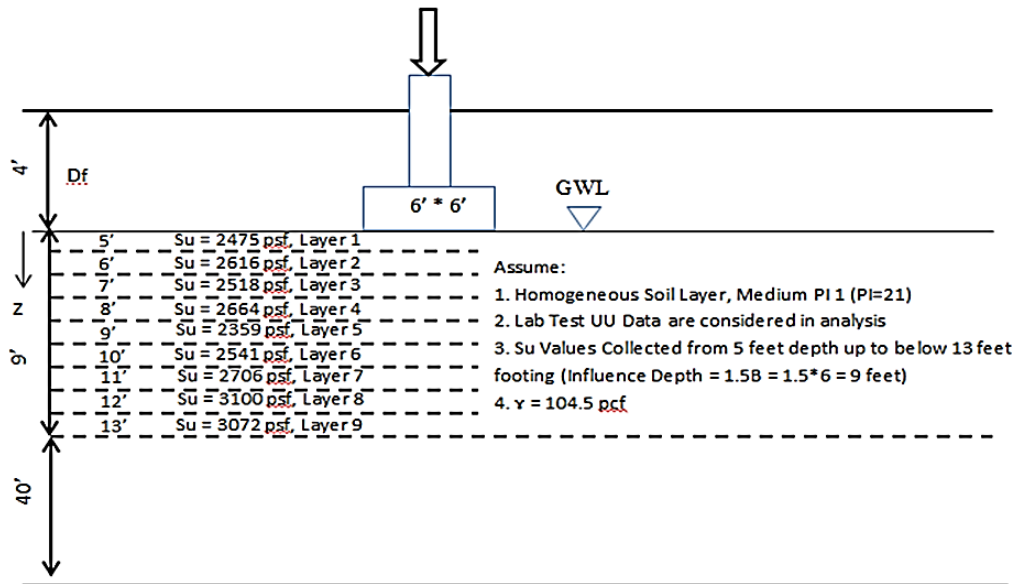 4’
Df
6’ * 6’
GWL
z
9’
5’ Su = 2475 psf, Layer 1
6’ Su = 2616 psf, Layer 2
7’ Su = 2518 psf, Layer 3
8’ Su = 2664 psf, Layer 4
9’ Su = 2359 psf, Layer 5
10’ Su = 2541 psf, Layer 6
11’ Su = 2706 psf, Layer 7
12’ Su = 3100 psf, Layer 8
13’ Su = 3072 psf, Layer 9
Assume:
1. Homogeneous Soil Layer, Medium PI 1 (PI=21)
2. Lab Test UU Data are considered in analysis
3. Su Values Collected from 5 feet depth up to below 13 feet
footing (Influence Depth = 1.5B = 1.5*6 = 9 feet)
4. ɤ = 104.5 pcf
40’